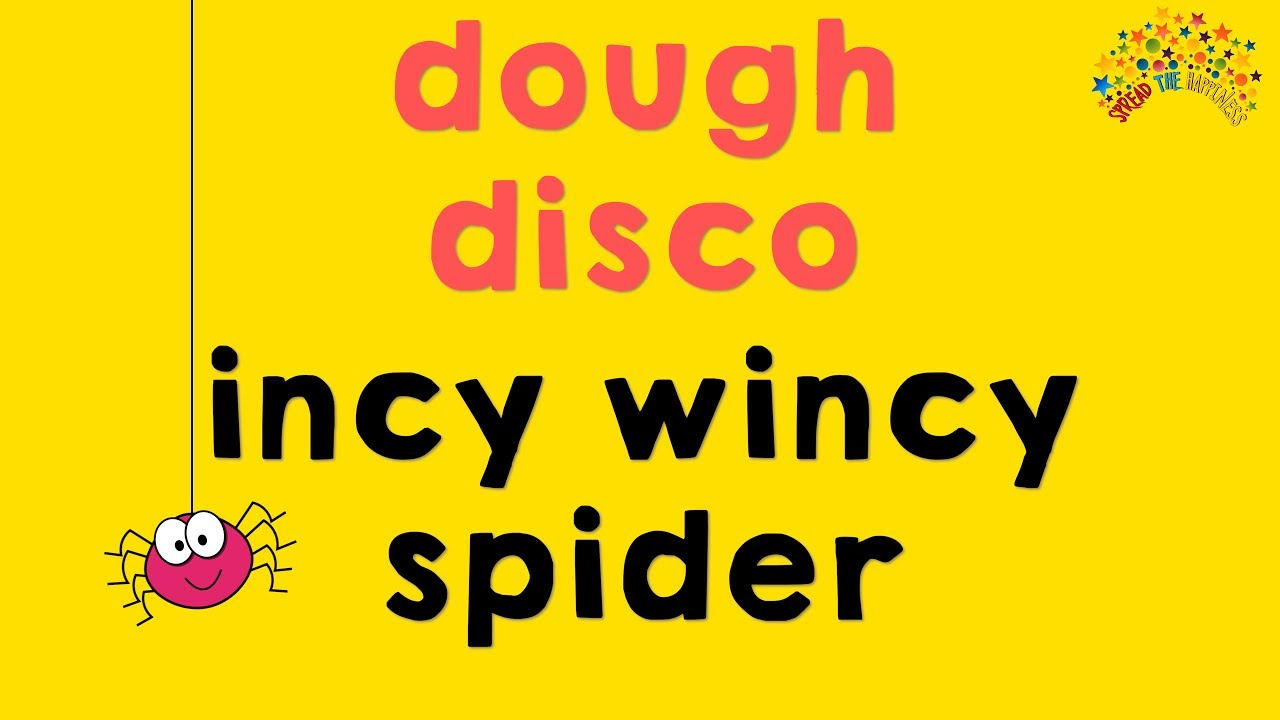 dough
disco
incy wincy
spider
SPREAD THE HAPPINESS